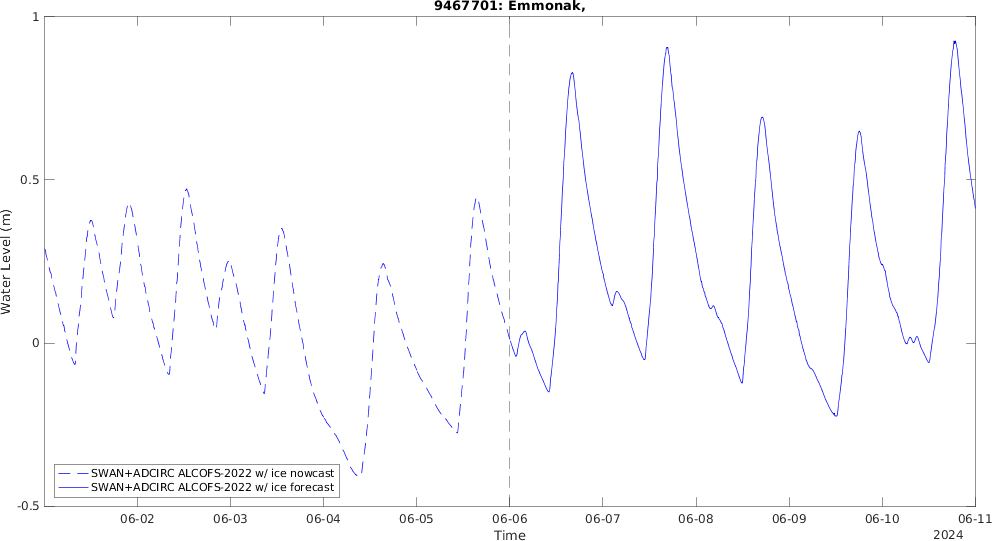 9467701: Emmonak,
1
0.5
0
-0.5
Water Level (m)
SWAN+ADCIRC ALCOFS-2022 w/ ice nowcast
SWAN+ADCIRC ALCOFS-2022 w/ ice forecast
06-02 06-03 06-04 06-05 06-06 06-07 06-08 06-09 06-10 06-11
Time
2024